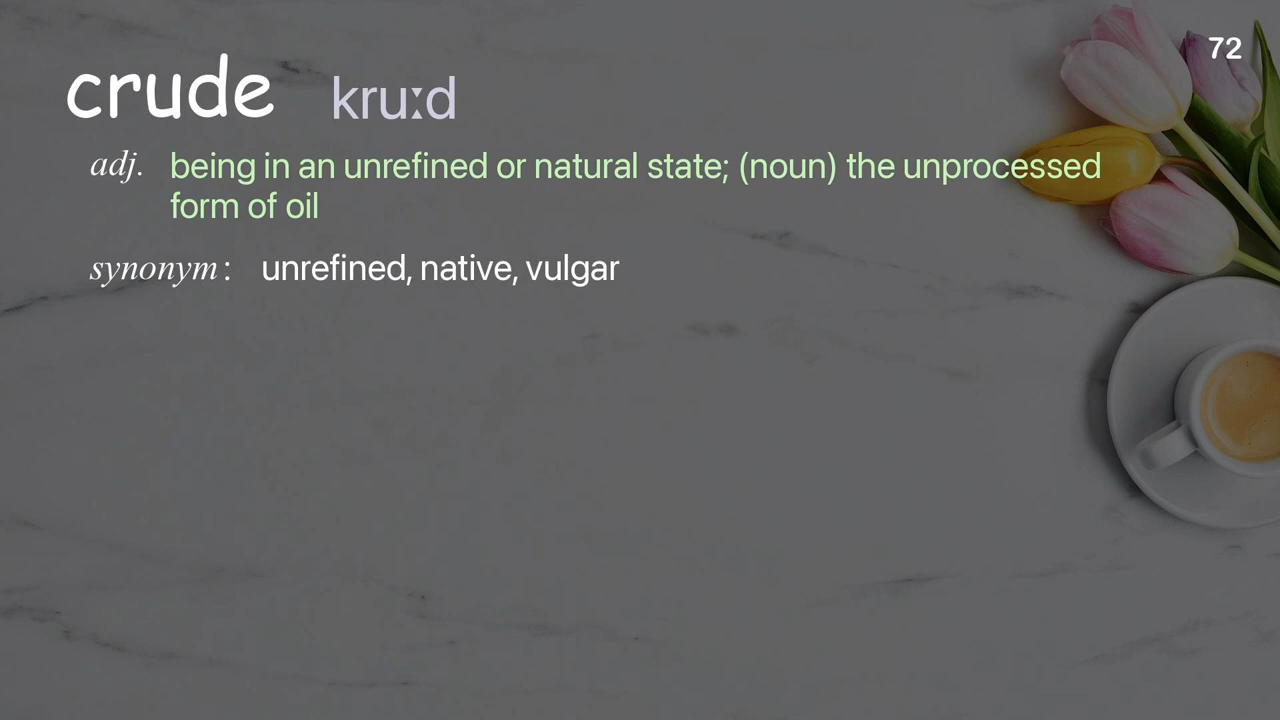 72
crude kruːd
adj. being in an unrefined or natural state; (noun) the unprocessed
form of oil
synonym : unrefined, native, vulgar